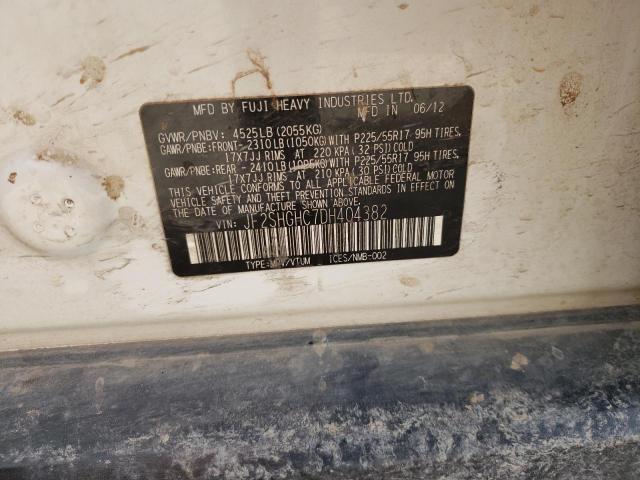 MFD BY FUJI HEAVY INDUSTRIES LTD.
MFD IN 06/12
GVWR/PNBV: 4525LB (2055KG)
GAWR/PNBE:FRONT-2310LB (1050KG)WITH P225/55R17 95H TIRES,
17X7JJ RIMS AT 220 KPA ( 32 PSI)COLD
GAWR/PNBE:REAR -2410LB (1095KG)WITH P225/55R17 95H TIRES,
17X7JJ RIMS AT 210 KPA ( 30 PSI)COLD
THIS VEHICLE CONFORMS TO ALL APPLICABLE FEDERAL MOTOR
VEHICLE SAFETY AND THEFT PREVENTION STANDARDS IN EFFECT
ON THE DATE OF MANUFACTURE SHOWN ABOVE.
VIN: JF2SHGHC7DH404382
TYPE:MPV/VTUM ICES/NMB-002